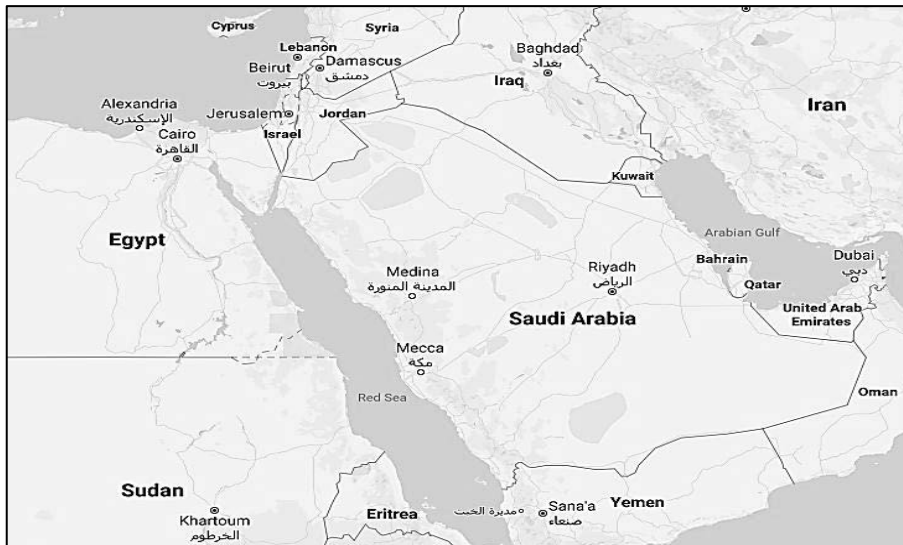 Cyprus
Syria
Lebanon
Beirut
بيروت
Damascus
دمشق
Baghdad
بغداد
Iraq
Iran
Alexandria
الإسكندرية
Jerusalem
Jordan
Israel
Cairo
القاهرة
Kuwait
Egypt
Arabian Gulf
Medina
المدينة المنورة
Riyadh
الرياض
Bahrain
Qatar
Dubai
دبي
United Arab
Emirates
Saudi Arabia
Mecca
مكة
Red Sea
Oman
Sudan
Khartoum
الخرطوم
Eritrea
مديرية الخبت
Sana'a
صنعاء
Yemen